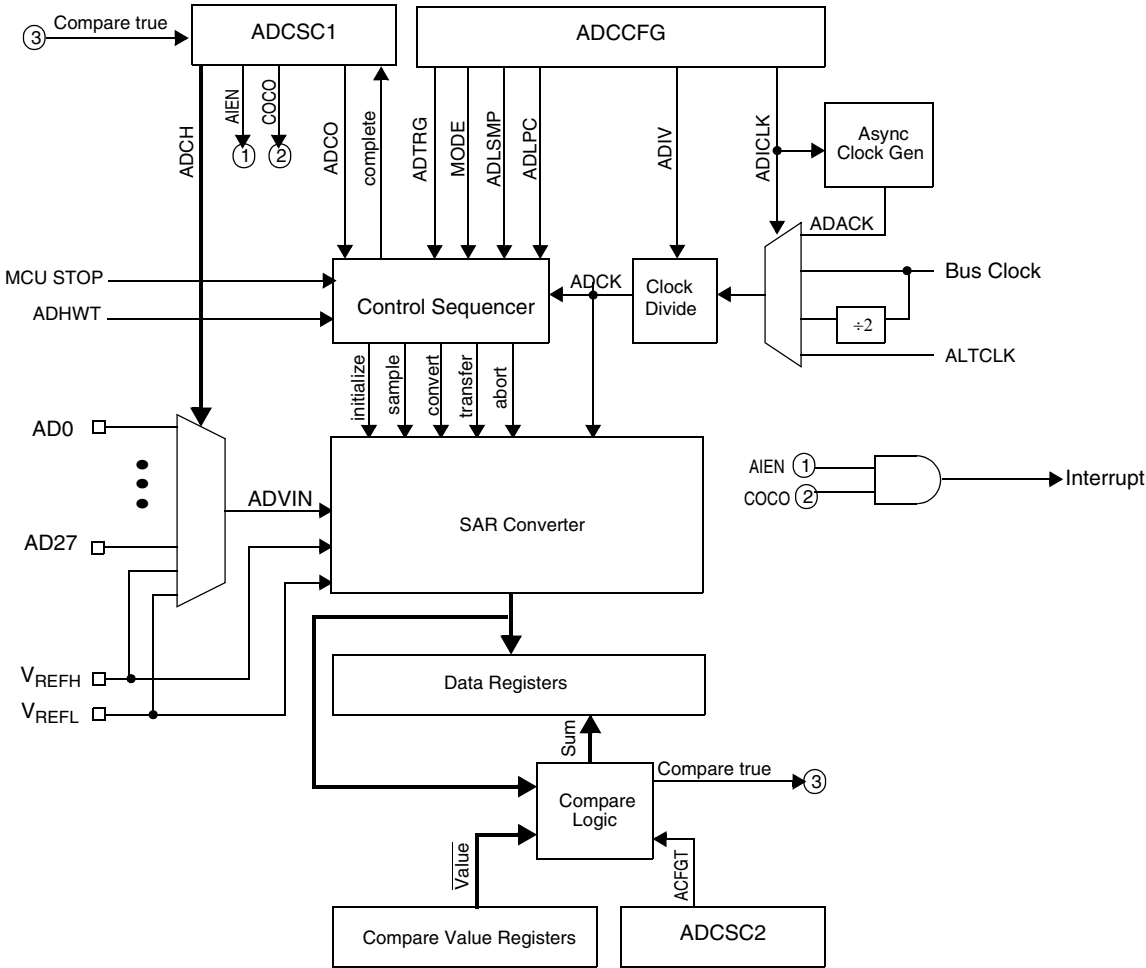 3
Compare true
ADCSC1
ADCCFG
ADCH
AIEN
COCO
ADCO
complete
ADTRG
MODE
ADLSMP
ADLPC
ADIV
ADICLK
Async
Clock Gen
1
2
ADACK
MCU STOP
ADHWT
Control Sequencer
ADCK
Clock
Divide
Bus Clock
÷2
ALTCLK
initialize
sample
convert
transfer
abort
AD0
AD27
ADVIN
SAR Converter
AIEN 1
COCO 2
Interrupt
VREFH
VREFL
Data Registers
Sum
Compare true
3
Compare
Logic
Value
ACFGT
Compare Value Registers
ADCSC2